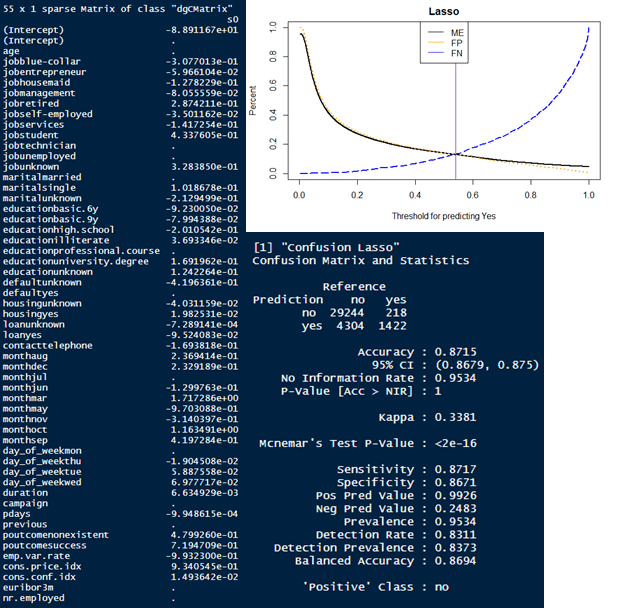 55 x 1 sparse Matrix of class "dgCMatrix"
s0
(Intercept) -8.891167e+01
(Intercept) .
age .
jobblue-collar -3.077013e-01
jobentrepreneur -5.966104e-02
jobhousemaid -1.278229e-01
jobmanagement -8.055559e-02
jobretired 2.874211e-01
jobself-employed -3.501162e-02
jobservices -1.417254e-01
jobstudent 4.337605e-01
jobtechnician .
jobunemployed .
jobunknown 3.283850e-01
maritalmarried .
maritalsingle 1.018678e-01
maritalunknown -2.129499e-01
educationbasic.6y -9.230050e-02
educationbasic.9y -7.994388e-02
educationhigh.school -2.010542e-01
educationilliterate 3.693346e-02
educationprofessional.course .
educationuniversity.degree 1.691962e-01
educationunknown 1.242264e-01
defaultunknown -4.196361e-01
defaultyes .
housingunknown -4.031159e-02
housingyes 1.982531e-02
loanunknown -7.289141e-04
loanyes -9.524083e-02
contacttelephone -1.693818e-01
monthaug 2.369414e-01
monthdec 2.329189e-01
monthjul .
monthjun -1.299763e-01
monthmar 1.717286e+00
monthmay -9.703088e-01
monthnov -3.140397e-01
monthoct 1.163491e+00
monthsep 4.197284e-01
day_of_weekmon .
day_of_weekthu -1.904508e-02
day_of_weektue 5.887558e-02
day_of_weekwed 6.977717e-02
duration 6.634929e-03
campaign .
pdays -9.948615e-04
previous .
poutcomenonexistent 4.799260e-01
poutcomesuccess 7.194709e-01
emp.var.rate -9.932300e-01
cons.price.idx 9.340545e-01
cons.conf.idx 1.493642e-02
euribor3m .
nr.employed .
Lasso
ME
FP
FN
Percent
0.0 0.2 0.4 0.6 0.8 1.0
0.0 0.2 0.4 0.6 0.8 1.0
Threshold for predicting Yes
[1] "Confusion Lasso"
Confusion Matrix and Statistics
Reference
Prediction no yes
no 29244 218
yes 4304 1422
Accuracy : 0.8715
95% CI : (0.8679, 0.875)
No Information Rate : 0.9534
P-Value [Acc > NIR] : 1
Kappa : 0.3381
Mcnemar's Test P-Value : <2e-16
Sensitivity : 0.8717
Specificity : 0.8671
Pos Pred Value : 0.9926
Neg Pred Value : 0.2483
Prevalence : 0.9534
Detection Rate : 0.8311
Detection Prevalence : 0.8373
Balanced Accuracy : 0.8694
'Positive' Class : no